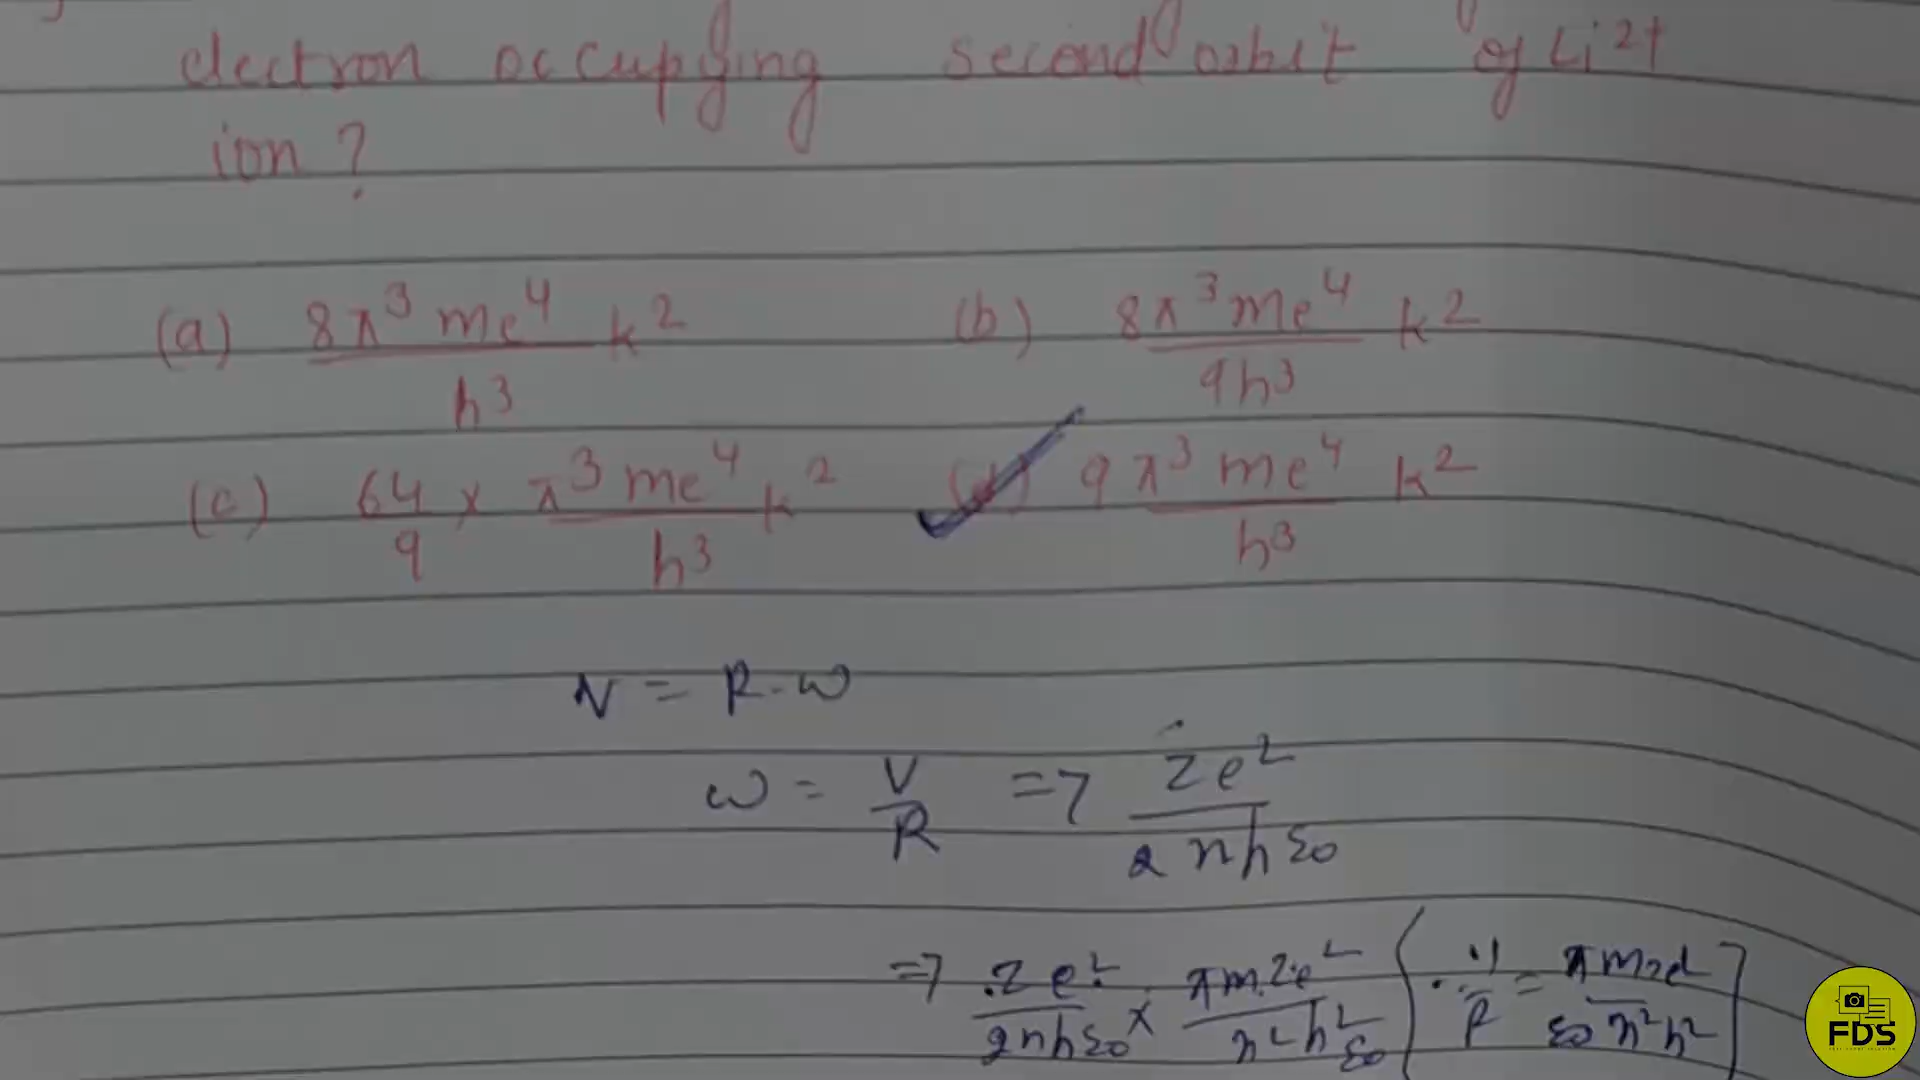 electron occupying second orbit of Li²⁺
ion ?
(a) 8π³me⁴/h³ k² (b) 8π³me⁴/9h³ k²
(c) 64/9 × π³me⁴/h³ k² (d) 9π³me⁴/h³ k²
V = R.ω
ω = V/R => Ze²/2nhε₀
=> Ze²/2nhε₀ × πmZe²/n²h²ε₀
FDS